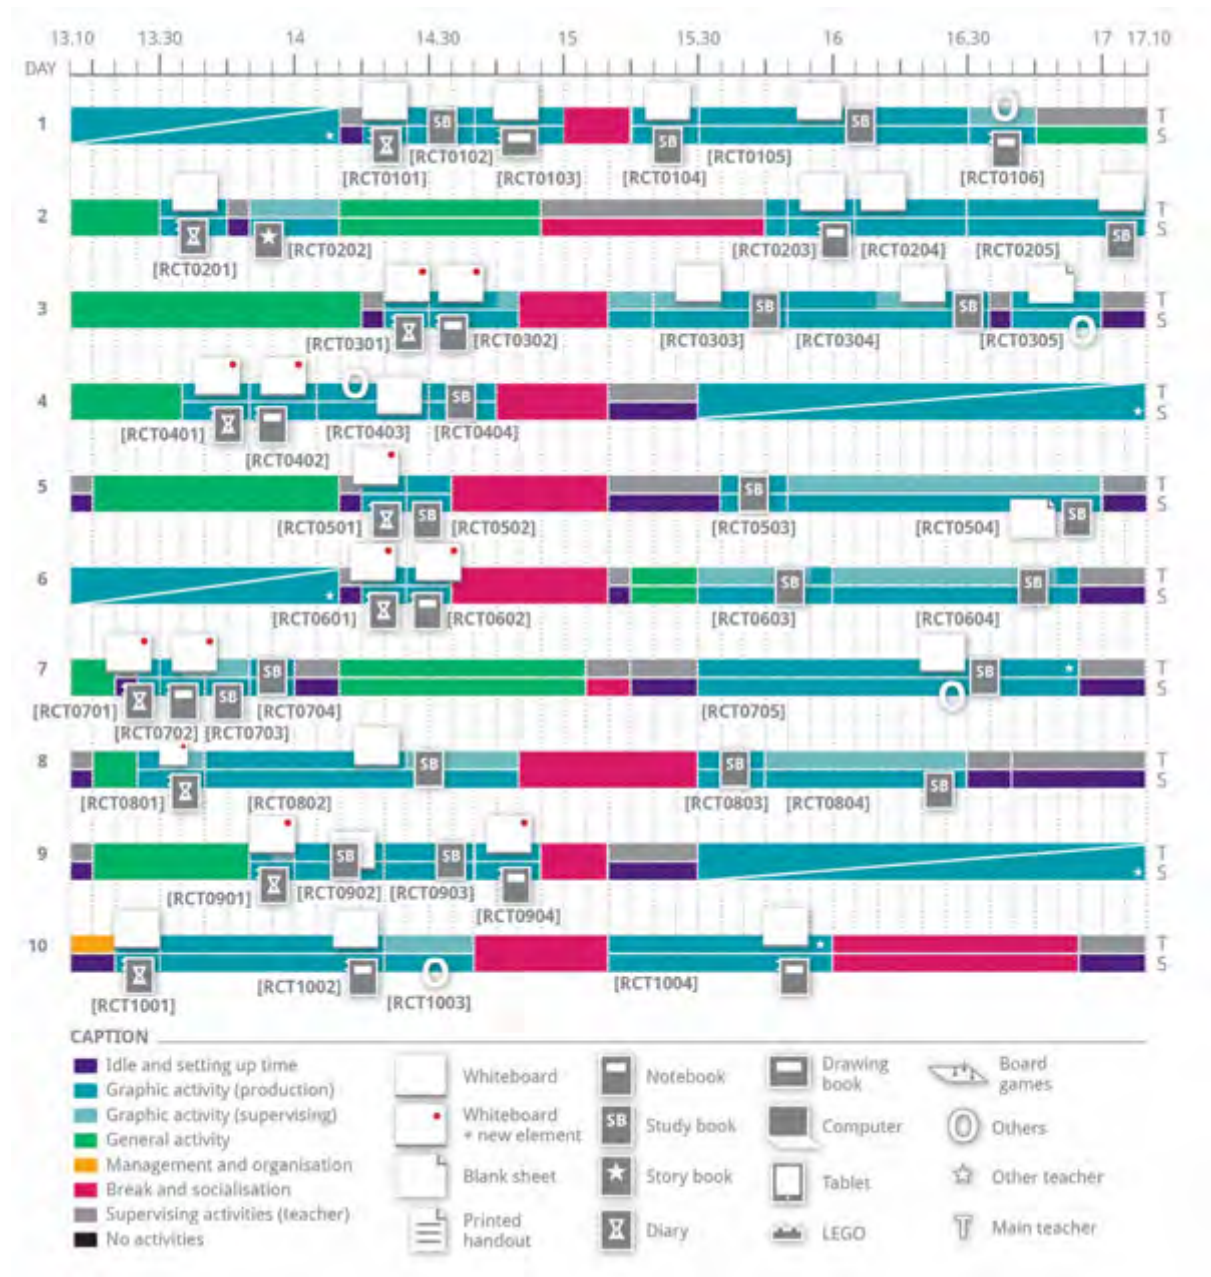 13.10 13.30 14 14.30 15 15.30 16 16.30 17 17.10
DAY
1 SB SB SB T S
[RCT0101] [RCT0102] [RCT0103] [RCT0104] [RCT0105] [RCT0106]
2 SB T S
[RCT0201] [RCT0202] [RCT0203] [RCT0204] [RCT0205]
3 SB SB T S
[RCT0301] [RCT0302] [RCT0303] [RCT0304] [RCT0305]
4 SB T S
[RCT0401] [RCT0402] [RCT0403] [RCT0404]
5 SB SB SB T S
[RCT0501] [RCT0502] [RCT0503] [RCT0504]
6 SB SB T S
[RCT0601] [RCT0602] [RCT0603] [RCT0604]
7 SB SB SB T S
[RCT0701] [RCT0702] [RCT0703] [RCT0704] [RCT0705]
8 SB SB SB T S
[RCT0801] [RCT0802] [RCT0803] [RCT0804]
9 SB SB T S
[RCT0901] [RCT0902] [RCT0903] [RCT0904]
10 T S
[RCT1001] [RCT1002] [RCT1003] [RCT1004]
CAPTION
Idle and setting up time
Graphic activity (production)
Graphic activity (supervising)
General activity
Management and organisation
Break and socialisation
Supervising activities (teacher)
No activities
Whiteboard
Whiteboard
+ new element
Blank sheet
Printed
handout
Notebook
SB Study book
Story book
Diary
Drawing
book
Computer
Tablet
LEGO
Board
games
O Others
Other teacher
T Main teacher